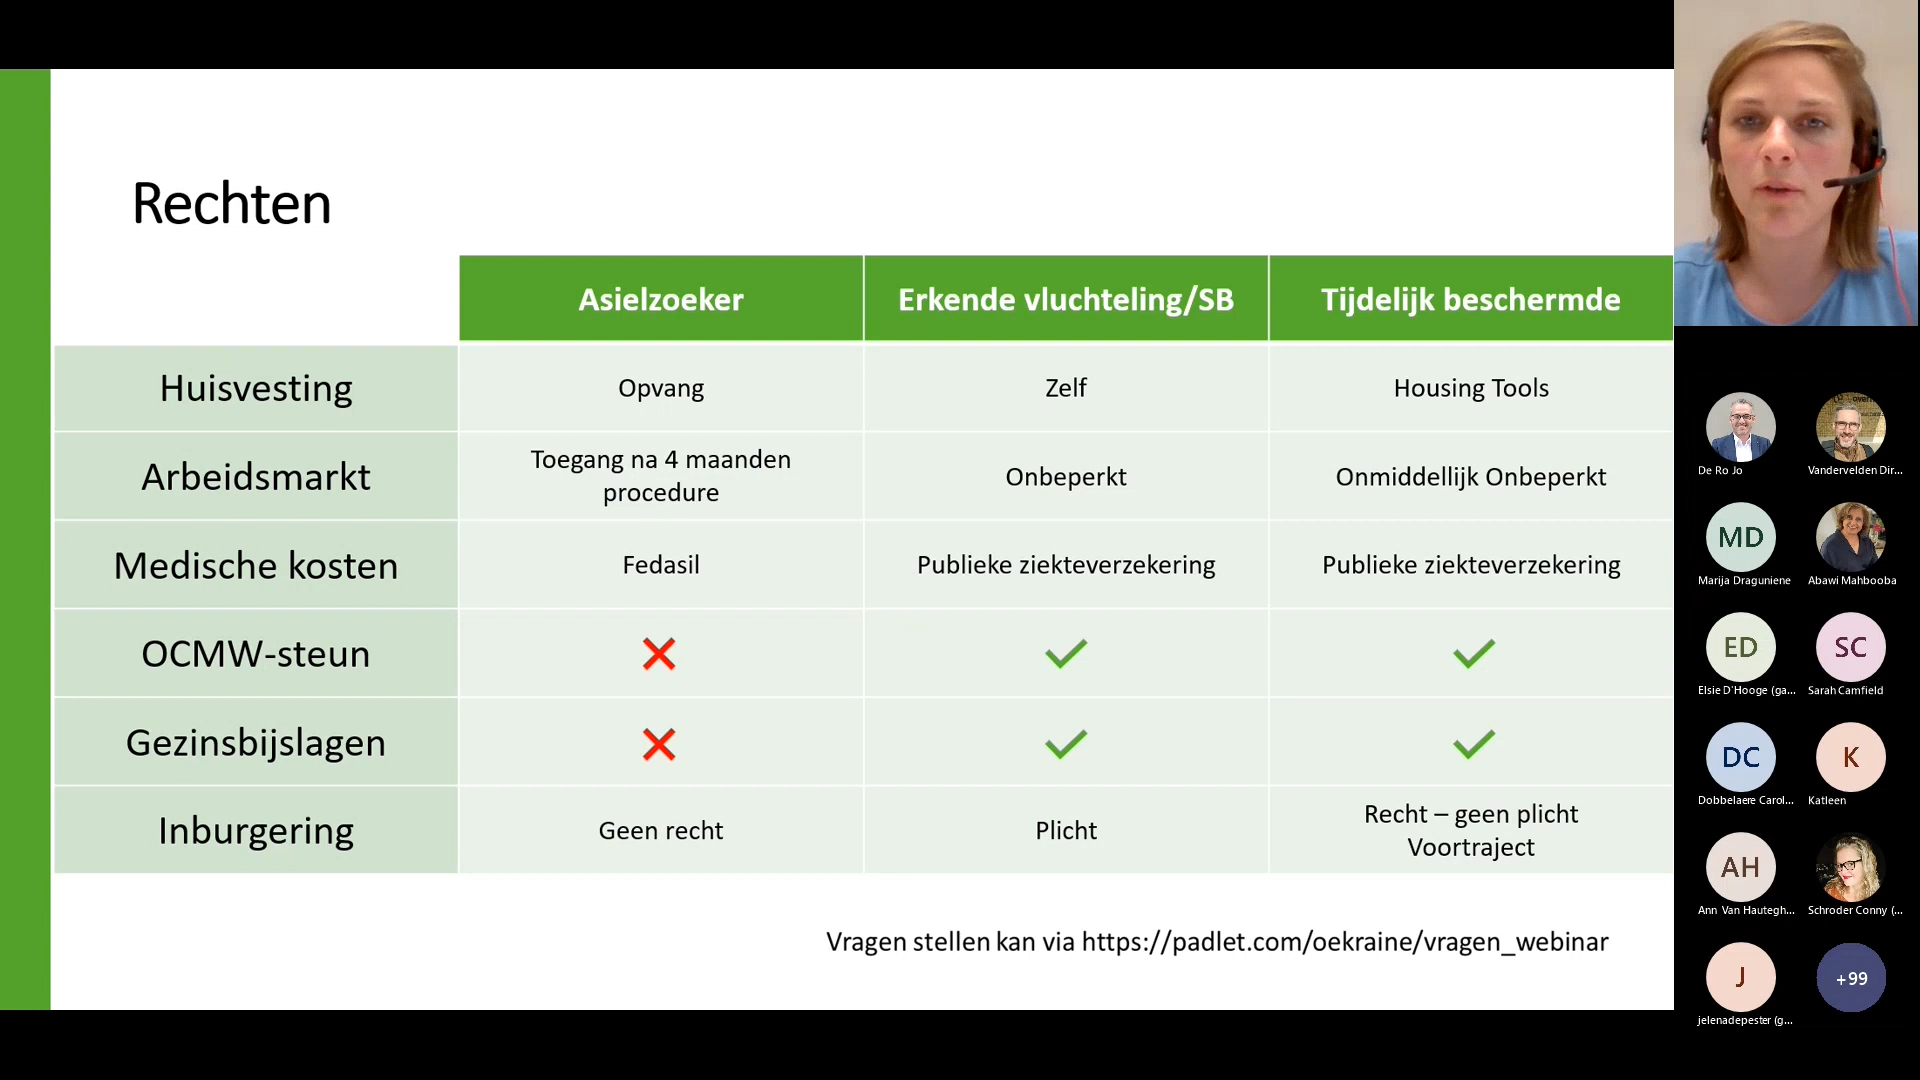 Rechten
Asielzoeker
Erkende vluchteling/SB
Tijdelijk beschermde
Huisvesting
Opvang
Zelf
Housing Tools
Arbeidsmarkt
Toegang na 4 maanden
procedure
Onbeperkt
Onmiddellijk Onbeperkt
Medische kosten
Fedasil
Publieke ziekteverzekering
Publieke ziekteverzekering
OCMW-steun
Gezinsbijslagen
Inburgering
Geen recht
Plicht
Recht – geen plicht
Voortraject
Vragen stellen kan via https://padlet.com/oekraine/vragen_webinar
De Ro Jo
Vandervelden Dir...
MD
Marija Draguniene
Abawi Mahbooba
ED
Elsie D'Hooge (ga...
SC
Sarah Camfield
DC
Dobbelaere Carol...
K
Katleen
AH
Ann Van Hautegh...
Schroder Conny (...
J
jelenadepester (g...
+99